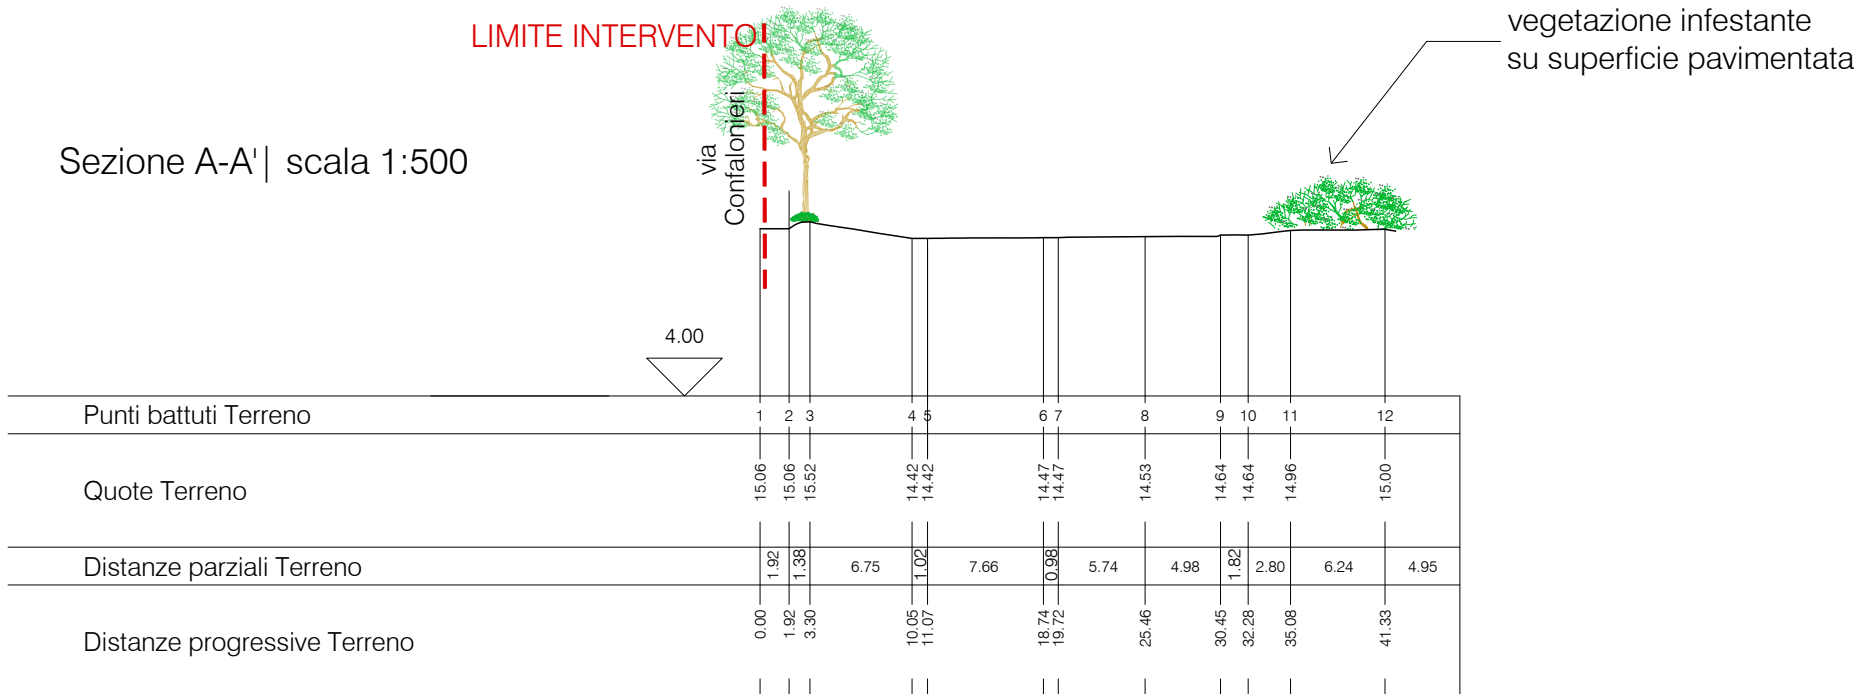 vegetazione infestante
su superficie pavimentata
LIMITE INTERVENTO
via
Confalonieri
Sezione A-A'| scala 1:500
4.00
Punti battuti Terreno 1 2 3 4 5 6 7 8 9 10 11 12
Quote Terreno 15.06 15.06 15.52 14.42 14.42 14.47 14.47 14.53 14.64 14.64 14.96 15.00
Distanze parziali Terreno 1.92 1.38 6.75 1.02 7.66 0.98 5.74 4.98 1.82 2.80 6.24 4.95
Distanze progressive Terreno 0.00 1.92 3.30 10.05 11.07 18.74 19.72 25.46 30.45 32.28 35.08 41.33